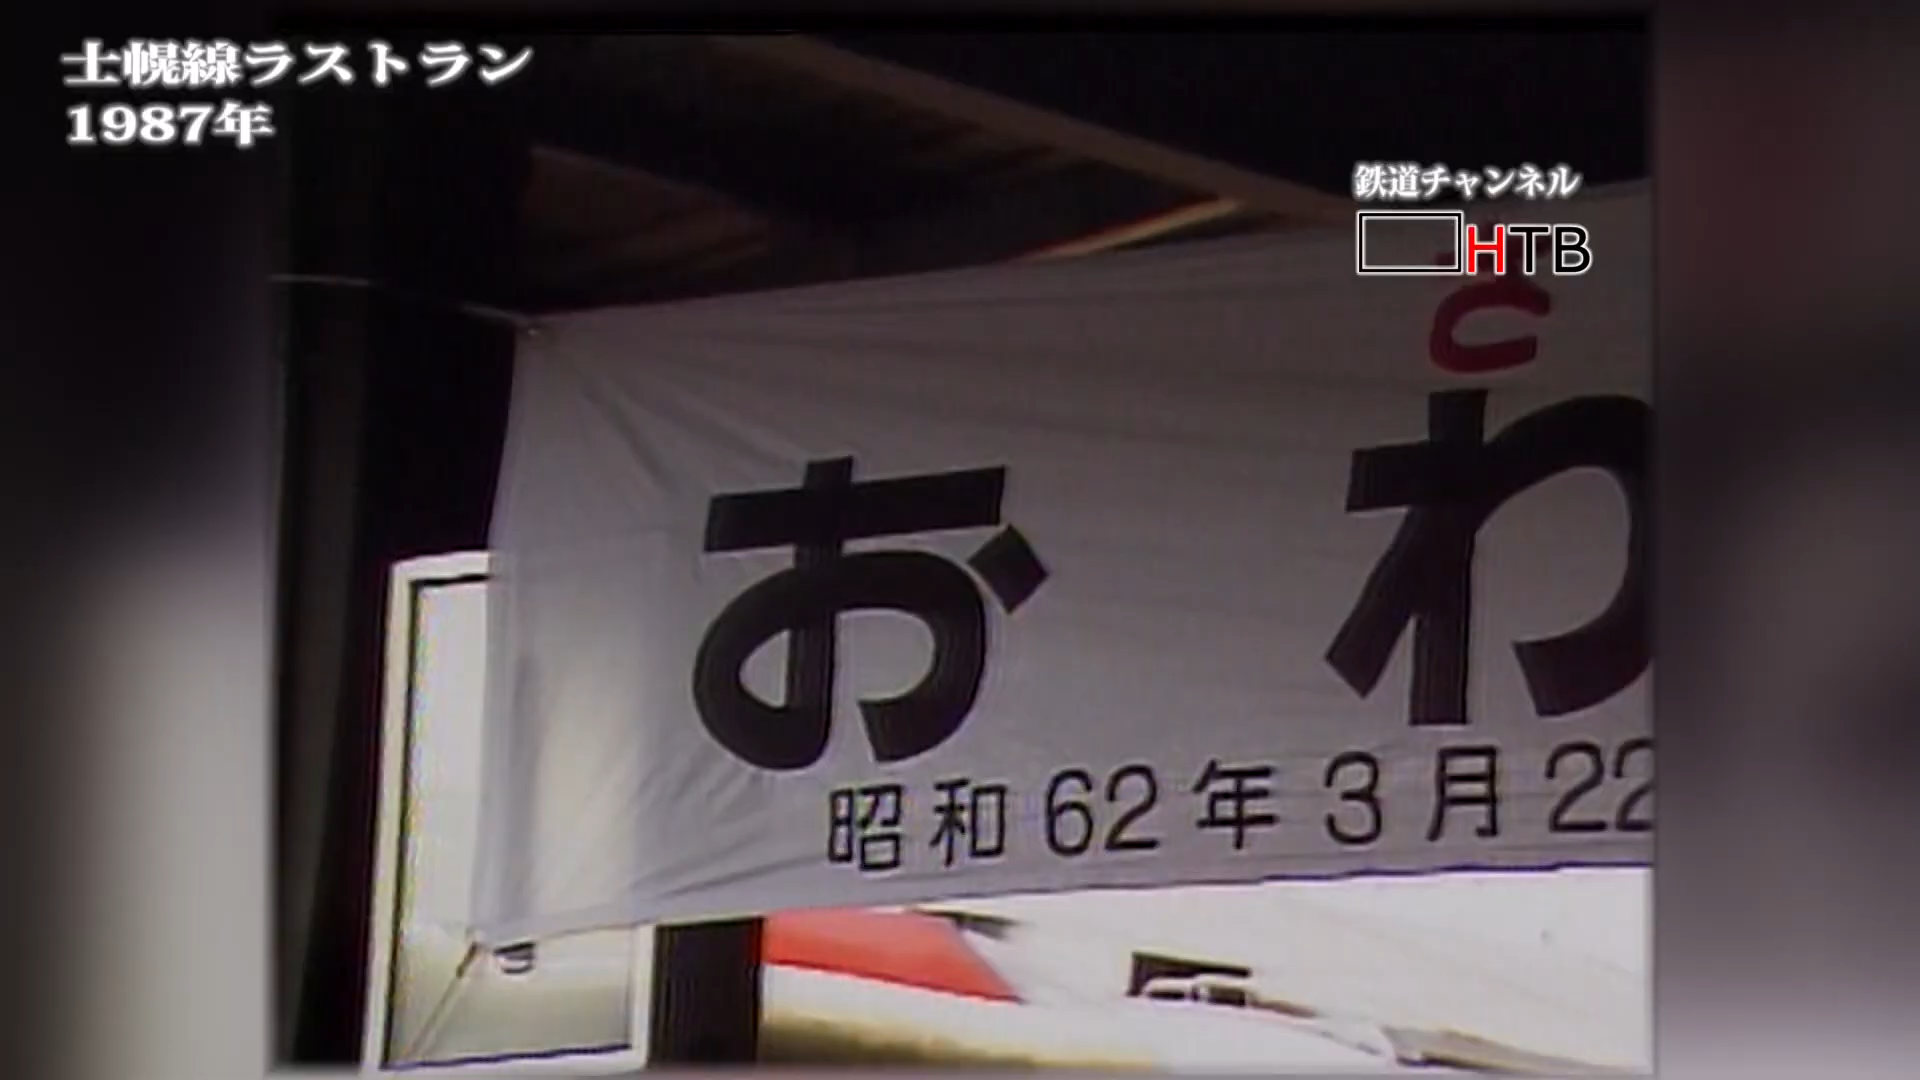 士幌線ラストラン
1987年
鉄道チャンネル
HTB
おわ
昭和62年3月22